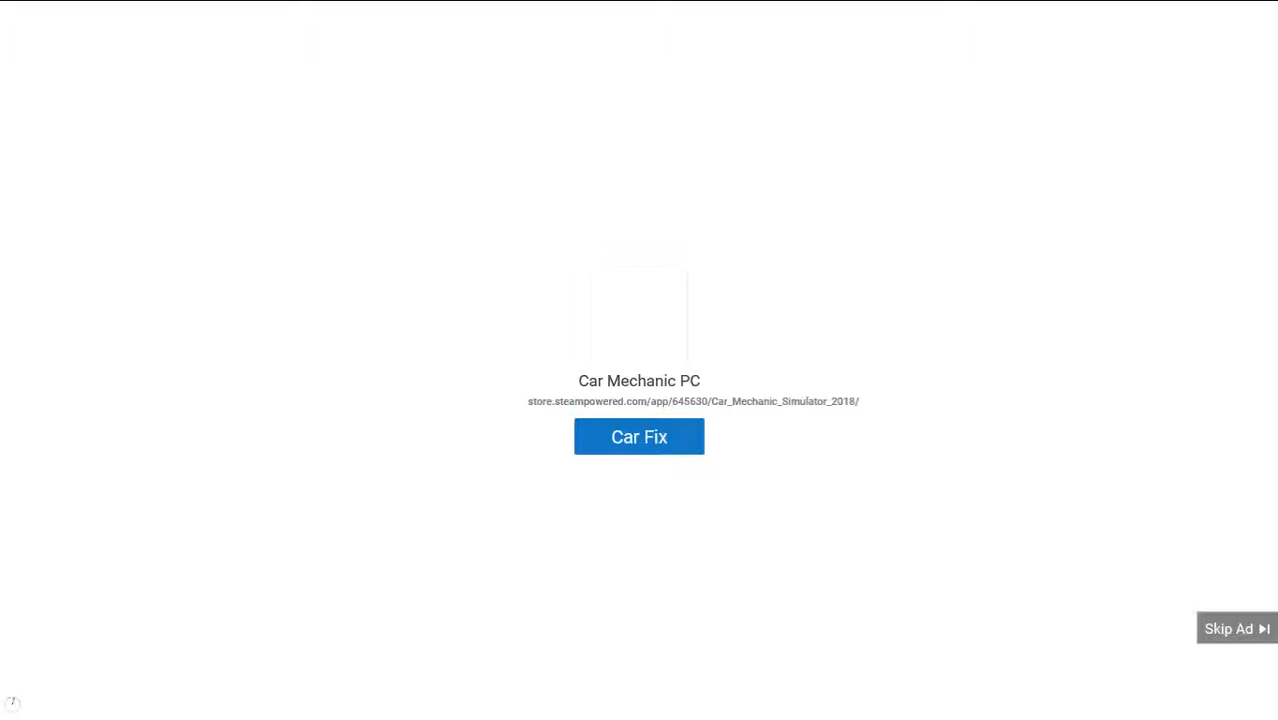 Car Mechanic PC
store.steampowered.com/app/645630/Car_Mechanic_Simulator_2018/
Car Fix
Skip Ad